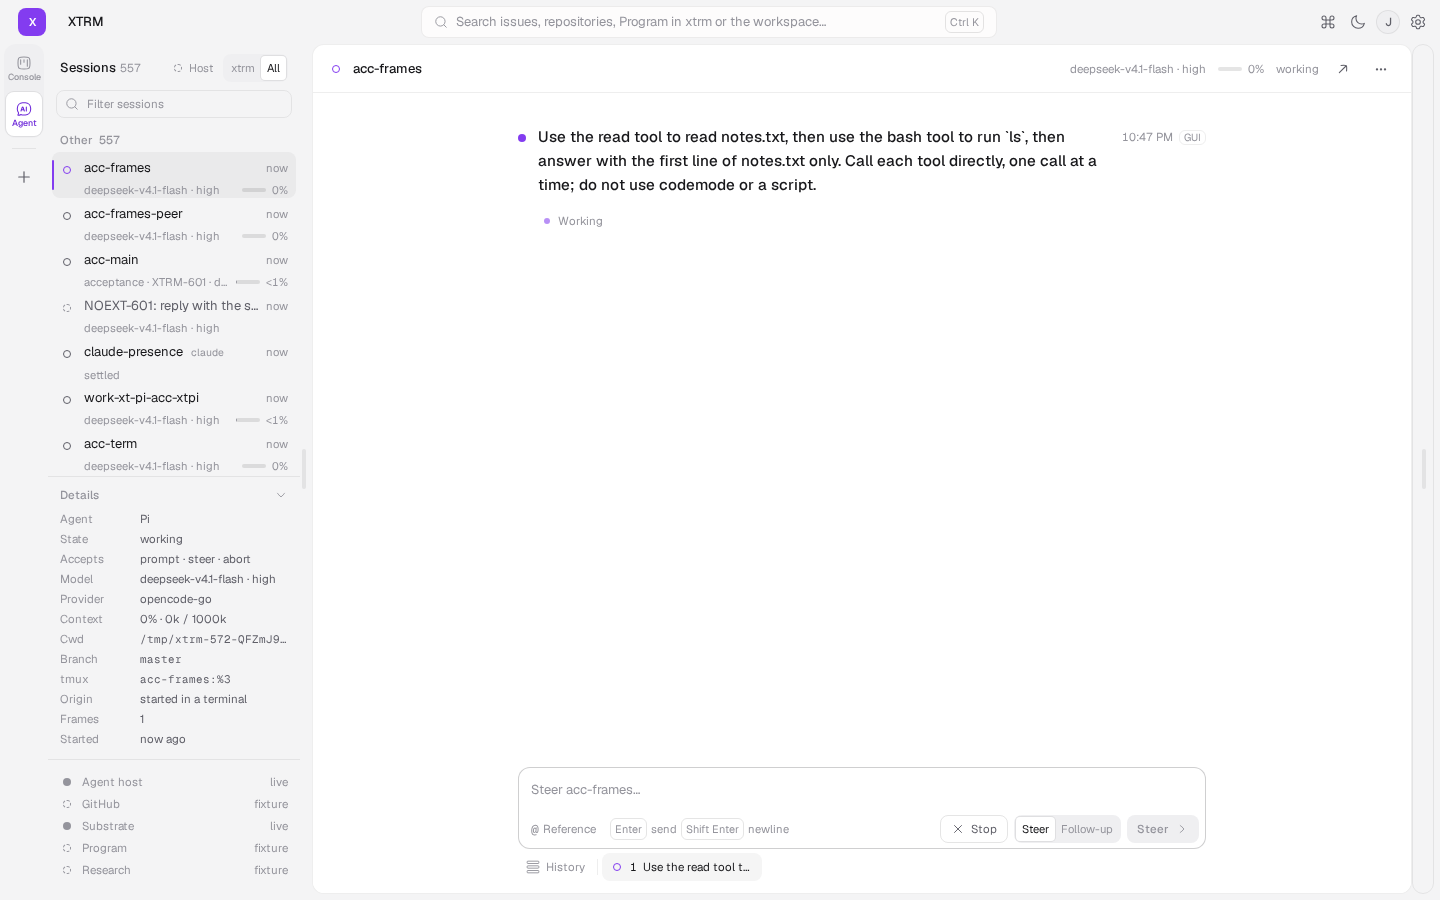 X
XTRM
Search issues, repositories, Program in xtrm or the workspace...
Ctrl K
J
Console
AI
Agent
Sessions 557
Host
xtrm
All
Filter sessions
Other 557
acc-frames
now
deepseek-v4.1-flash · high
0%
acc-frames-peer
now
deepseek-v4.1-flash · high
0%
acc-main
now
acceptance · XTRM-601 · d...
<1%
NOEXT-601: reply with the s...
now
deepseek-v4.1-flash · high
claude-presence claude
now
settled
work-xt-pi-acc-xtpi
now
deepseek-v4.1-flash · high
<1%
acc-term
now
deepseek-v4.1-flash · high
0%
Details
Agent Pi
State working
Accepts prompt · steer · abort
Model deepseek-v4.1-flash · high
Provider opencode-go
Context 0% · 0k / 1000k
Cwd /tmp/xtrm-572-QFZmJ9...
Branch master
tmux acc-frames:%3
Origin started in a terminal
Frames 1
Started now ago
Agent host live
GitHub fixture
Substrate live
Program fixture
Research fixture
acc-frames
deepseek-v4.1-flash · high
0%
working
Use the read tool to read notes.txt, then use the bash tool to run `ls`, then
answer with the first line of notes.txt only. Call each tool directly, one call at a
time; do not use codemode or a script.
10:47 PM GUI
Working
Steer acc-frames...
@ Reference
Enter send Shift Enter newline
Stop
Steer
Follow-up
Steer
History
1 Use the read tool t...